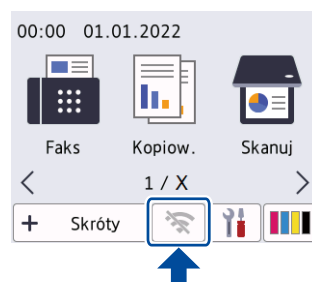 00:00 01.01.2022
Faks Kopiow. Skanuj
< 1 / X >
+ Skróty